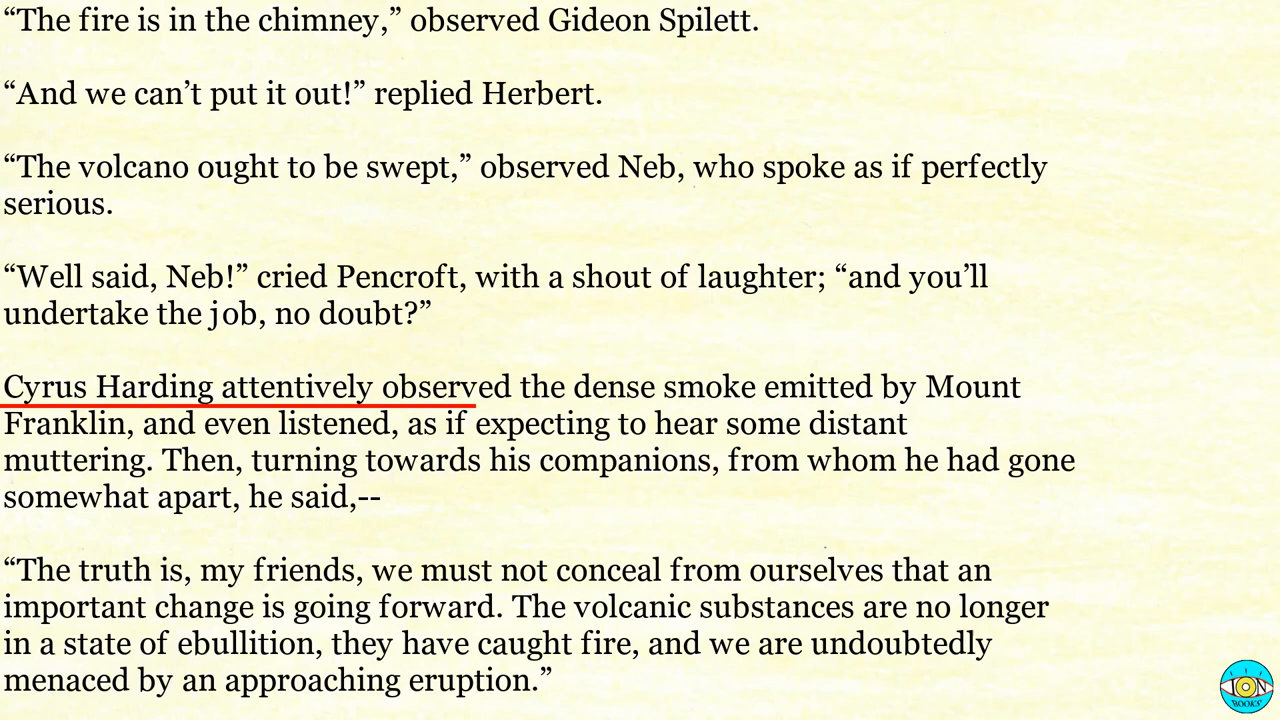 “The fire is in the chimney,” observed Gideon Spilett.
“And we can’t put it out!” replied Herbert.
“The volcano ought to be swept,” observed Neb, who spoke as if perfectly
serious.
“Well said, Neb!” cried Pencroft, with a shout of laughter; “and you’ll
undertake the job, no doubt?”
Cyrus Harding attentively observed the dense smoke emitted by Mount
Franklin, and even listened, as if expecting to hear some distant
muttering. Then, turning towards his companions, from whom he had gone
somewhat apart, he said,--
“The truth is, my friends, we must not conceal from ourselves that an
important change is going forward. The volcanic substances are no longer
in a state of ebullition, they have caught fire, and we are undoubtedly
menaced by an approaching eruption.”
ION
BOOKS